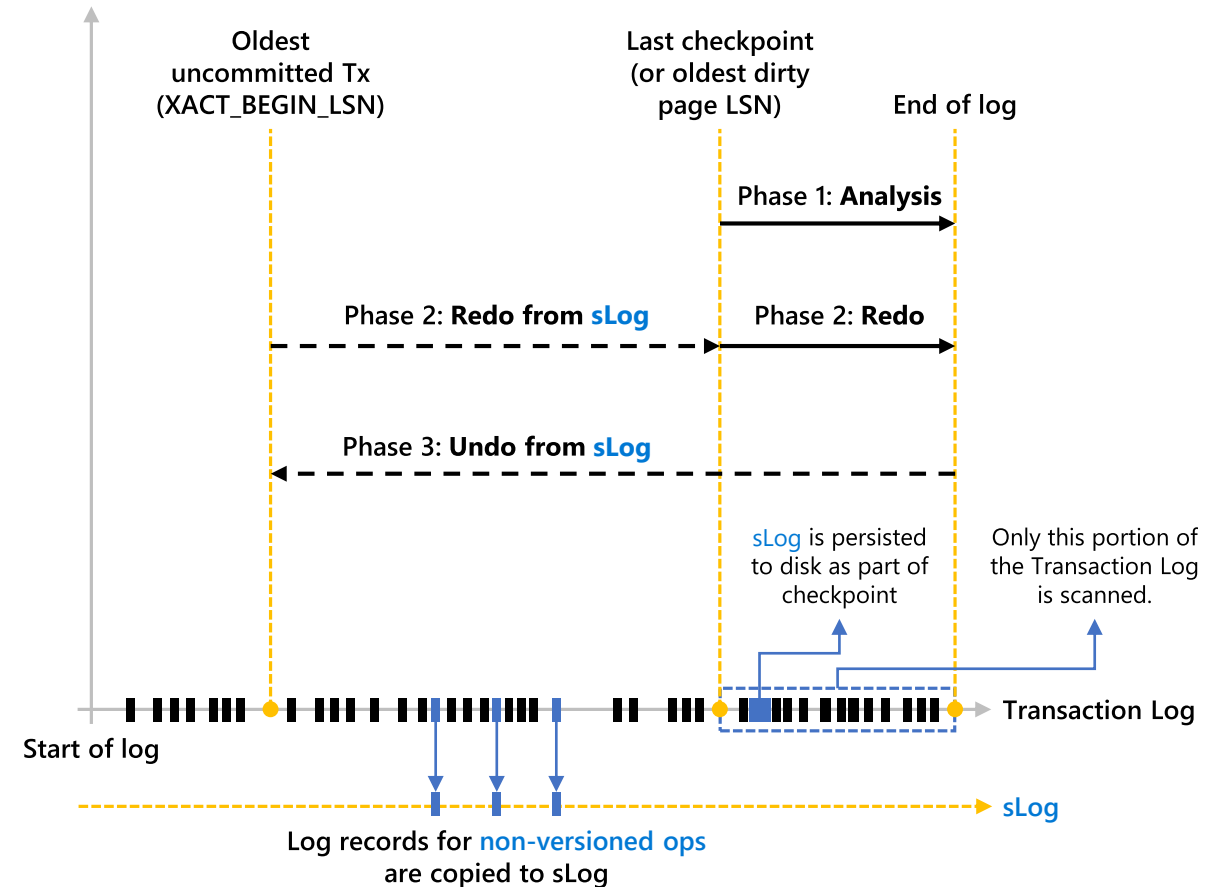 Oldest
uncommitted Tx
(XACT_BEGIN_LSN)
Last checkpoint
(or oldest dirty
page LSN)
End of log
Phase 1: Analysis
Phase 2: Redo from sLog
Phase 2: Redo
Phase 3: Undo from sLog
sLog is persisted
to disk as part of
checkpoint
Only this portion of
the Transaction Log
is scanned.
Transaction Log
Start of log
sLog
Log records for non-versioned ops
are copied to sLog